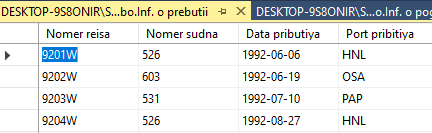 DESKTOP-9S8ONIR\S...bo.Inf. o prebutii DESKTOP-9S8ONIR\S...o.Inf. o pog
Nomer reisa Nomer sudna Data pributiya Port pribitiya
9201W 526 1992-06-06 HNL
9202W 603 1992-06-19 OSA
9203W 531 1992-07-10 PAP
9204W 526 1992-08-27 HNL